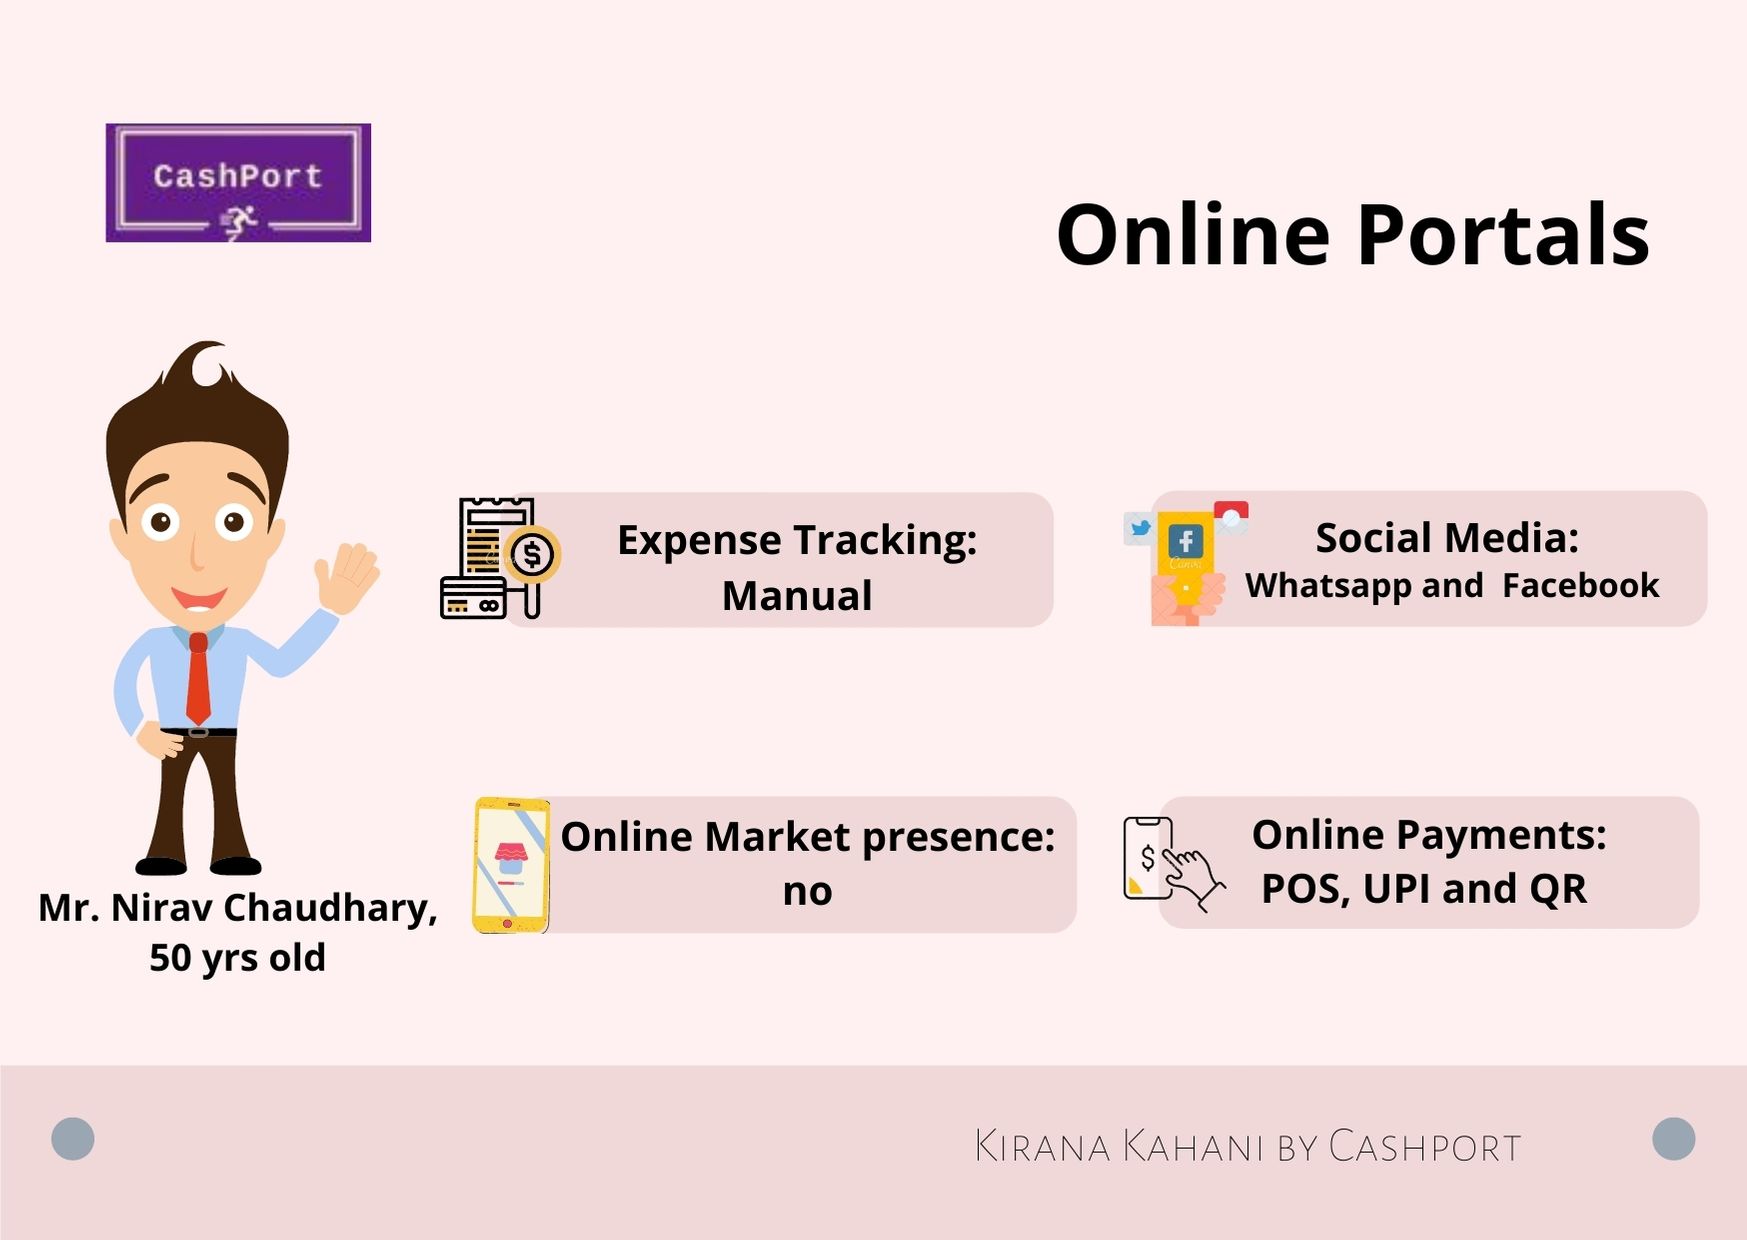 CashPort
Online Portals
Expense Tracking:
Manual
Social Media:
Whatsapp and Facebook
Online Market presence:
no
Online Payments:
POS, UPI and QR
Mr. Nirav Chaudhary,
50 yrs old
Kirana Kahani by Cashport